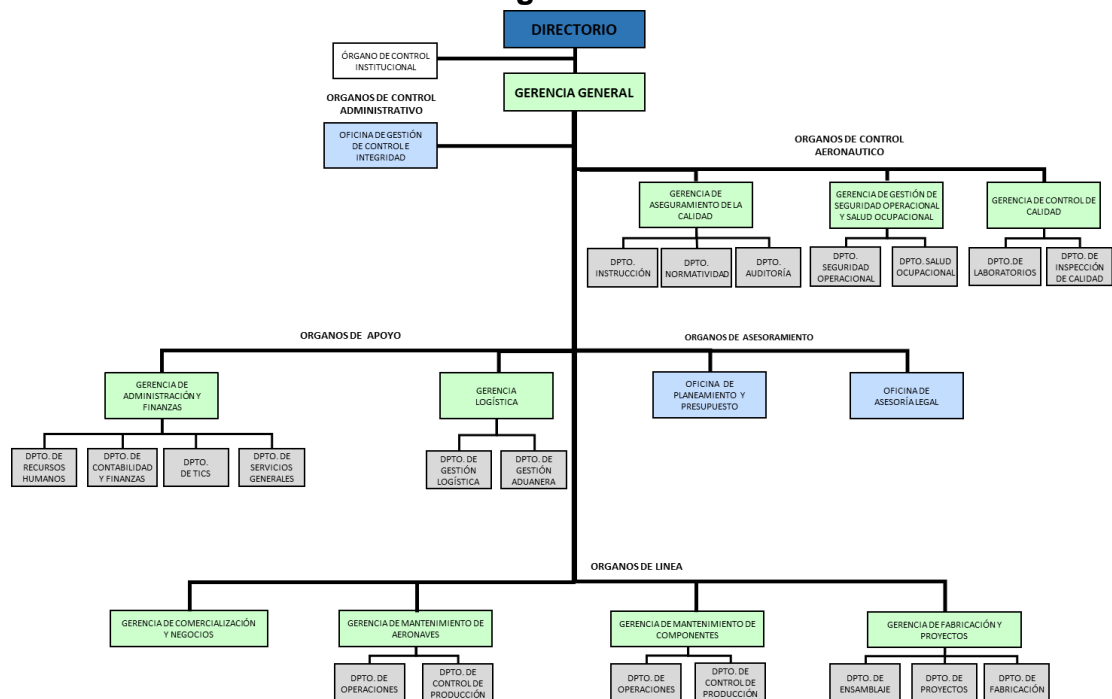 DIRECTORIO
ÓRGANO DE CONTROL
INSTITUCIONAL
GERENCIA GENERAL
ORGANOS DE CONTROL
ADMINISTRATIVO
OFICINA DE GESTIÓN
DE CONTROL E
INTEGRIDAD
ORGANOS DE CONTROL
AERONAUTICO
GERENCIA DE
ASEGURAMIENTO DE LA
CALIDAD
GERENCIA DE GESTIÓN DE
SEGURIDAD OPERACIONAL
Y SALUD OCUPACIONAL
GERENCIA DE CONTROL DE
CALIDAD
DPTO.
INSTRUCCIÓN
DPTO.
NORMATIVIDAD
DPTO.
AUDITORÍA
DPTO.
SEGURIDAD
OPERACIONAL
DPTO. SALUD
OCUPACIONAL
DPTO.DE
LABORATORIOS
DPTO. DE
INSPECCIÓN
DE CALIDAD
ORGANOS DE APOYO
ORGANOS DE ASESORAMIENTO
GERENCIA DE
ADMINISTRACIÓN Y
FINANZAS
GERENCIA
LOGÍSTICA
OFICINA DE
PLANEAMIENTO Y
PRESUPUESTO
OFICINA DE
ASESORÍA LEGAL
DPTO. DE
RECURSOS
HUMANOS
DPTO. DE
CONTABILIDAD
Y FINANZAS
DPTO.
DE TICS
DPTO. DE
SERVICIOS
GENERALES
DPTO. DE
GESTIÓN
LOGÍSTICA
DPTO. DE
GESTIÓN
ADUANERA
ORGANOS DE LINEA
GERENCIA DE COMERCIALIZACIÓN
Y NEGOCIOS
GERENCIA DE MANTENIMIENTO DE
AERONAVES
GERENCIA DE MANTENIMIENTO DE
COMPONENTES
GERENCIA DE FABRICACIÓN Y
PROYECTOS
DPTO. DE
OPERACIONES
DPTO. DE
CONTROL DE
PRODUCCIÓN
DPTO. DE
OPERACIONES
DPTO. DE
CONTROL DE
PRODUCCIÓN
DPTO. DE
ENSAMBLAJE
DPTO. DE
PROYECTOS
DPTO. DE
FABRICACIÓN